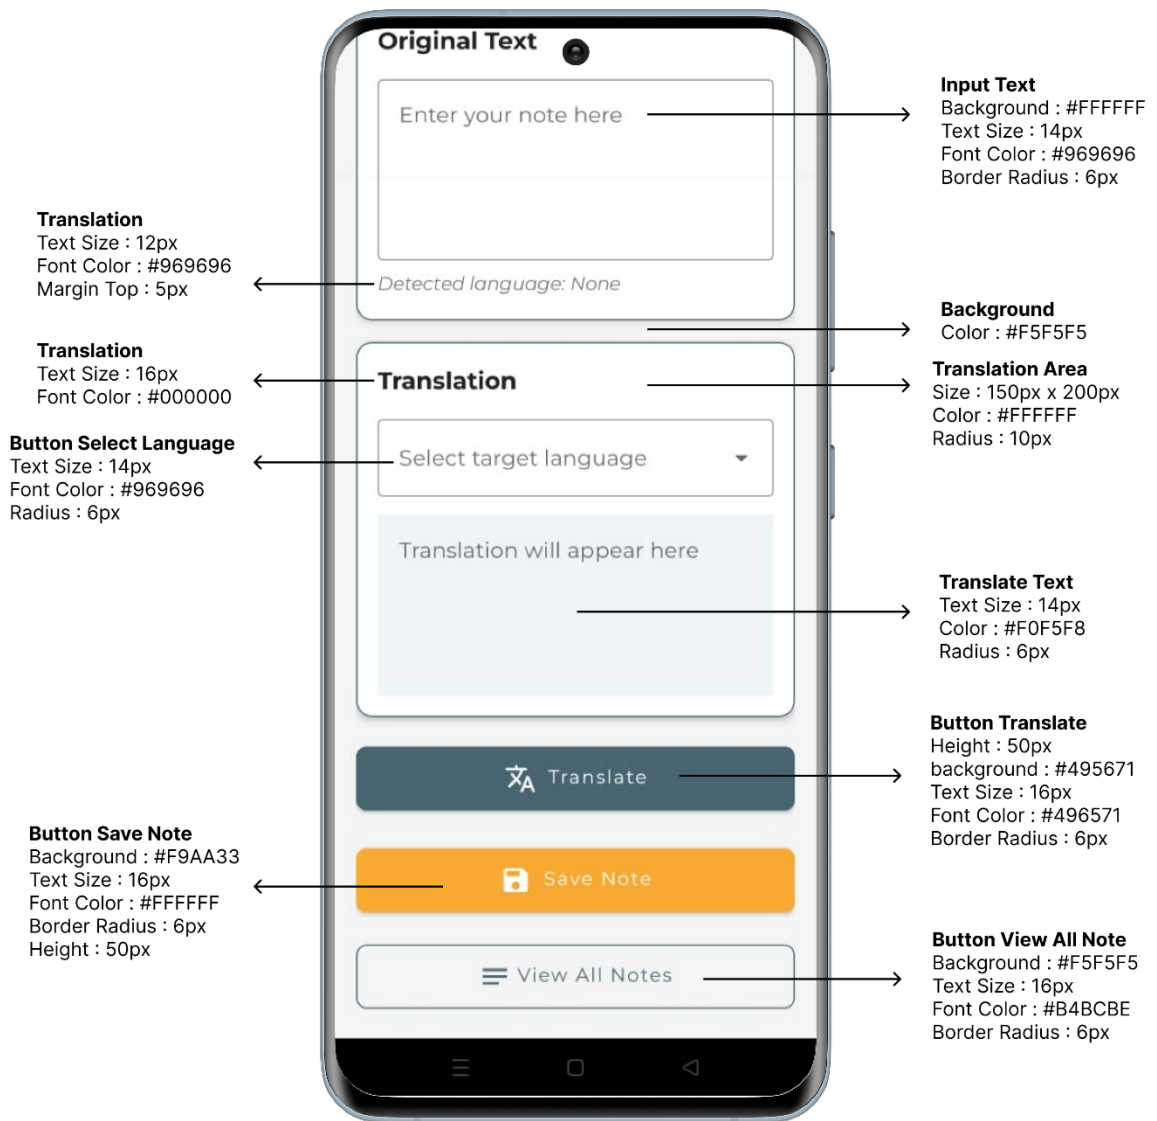 Original Text
Enter your note here
Detected language: None
Translation
Select target language
Translation will appear here
Translate
Save Note
View All Notes
Translation
Text Size : 12px
Font Color : #969696
Margin Top : 5px
Translation
Text Size : 16px
Font Color : #000000
Button Select Language
Text Size : 14px
Font Color : #969696
Radius : 6px
Button Save Note
Background : #F9AA33
Text Size : 16px
Font Color : #FFFFFF
Border Radius : 6px
Height : 50px
Input Text
Background : #FFFFFF
Text Size : 14px
Font Color : #969696
Border Radius : 6px
Background
Color : #F5F5F5
Translation Area
Size : 150px x 200px
Color : #FFFFFF
Radius : 10px
Translate Text
Text Size : 14px
Color : #F0F5F8
Radius : 6px
Button Translate
Height : 50px
background : #495671
Text Size : 16px
Font Color : #496571
Border Radius : 6px
Button View All Note
Background : #F5F5F5
Text Size : 16px
Font Color : #B4BCBE
Border Radius : 6px